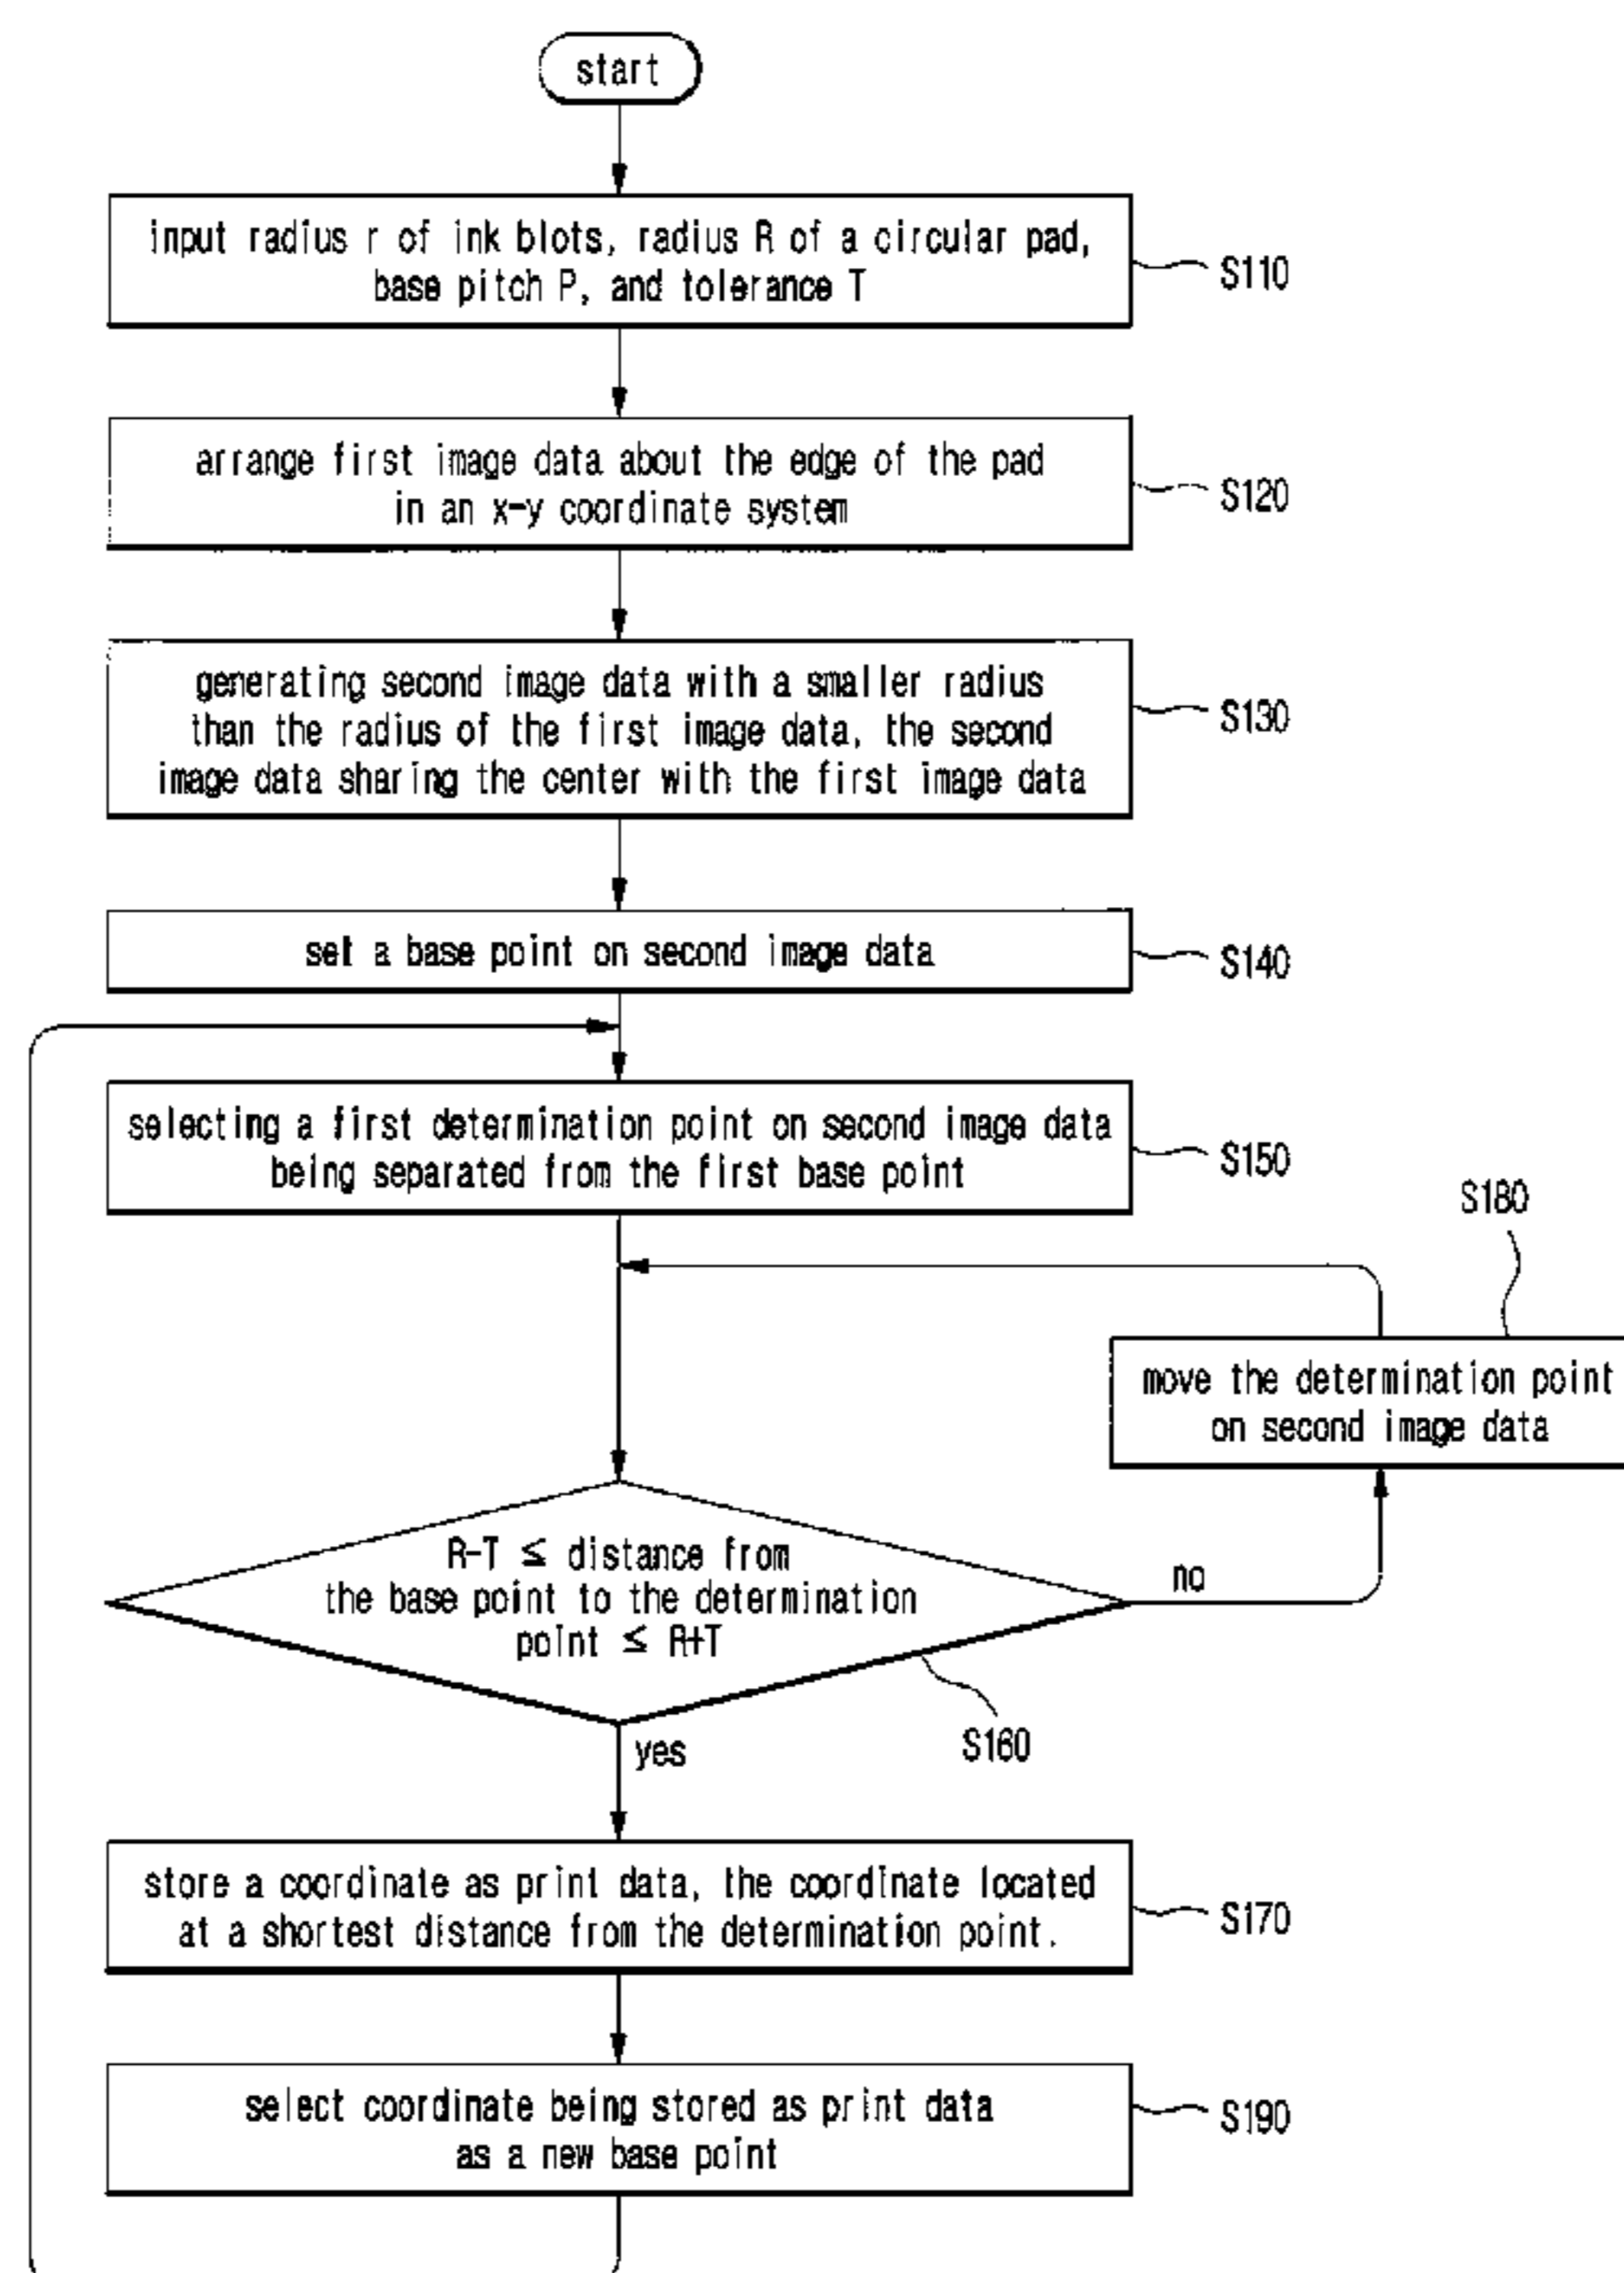 start
input radius r of ink blots, radius R of a circular pad,
base pitch P, and tolerance T
S110
arrange first image data about the edge of the pad
in an x-y coordinate system
S120
generating second image data with a smaller radius
than the radius of the first image data, the second
image data sharing the center with the first image data
S130
set a base point on second image data
S140
selecting a first determination point on second image data
being separated from the first base point
S150
S180
move the determination point
on second image data
R-T ≤ distance from
the base point to the determination
point ≤ R+T
no
S160
yes
store a coordinate as print data, the coordinate located
at a shortest distance from the determination point.
S170
select coordinate being stored as print data
as a new base point
S190